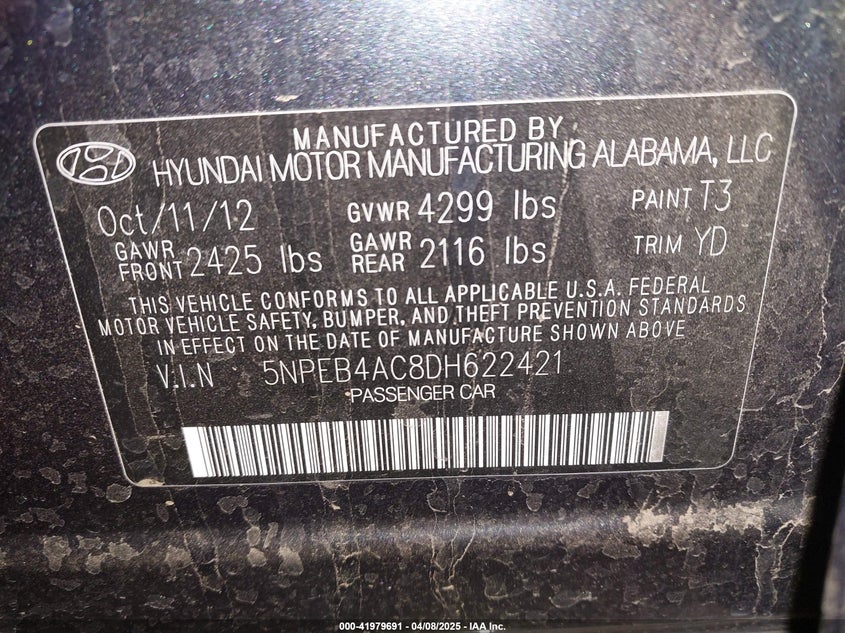 MANUFACTURED BY
HYUNDAI MOTOR MANUFACTURING ALABAMA, LLC
Oct/11/12 GVWR 4299 lbs PAINT T3
GAWR FRONT 2425 lbs GAWR REAR 2116 lbs TRIM YD
THIS VEHICLE CONFORMS TO ALL APPLICABLE U.S.A. FEDERAL
MOTOR VEHICLE SAFETY, BUMPER, AND THEFT PREVENTION STANDARDS
IN EFFECT ON THE DATE OF MANUFACTURE SHOWN ABOVE
V.I.N 5NPEB4AC8DH622421
PASSENGER CAR
000-41979691 - 04/08/2025 - IAA Inc.